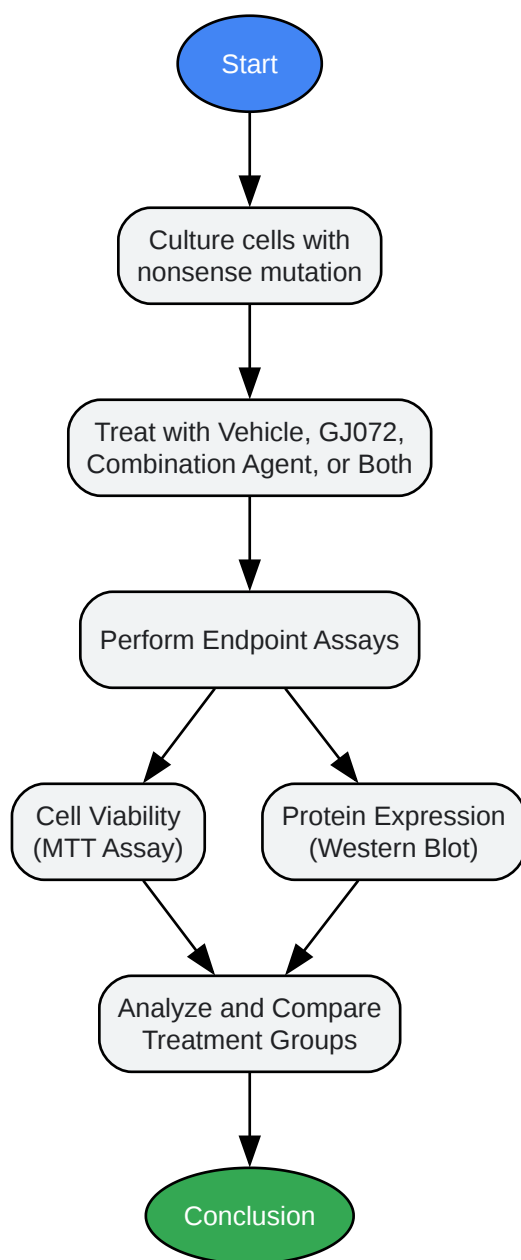 Start
Culture cells with
nonsense mutation
Treat with Vehicle, GJ072,
Combination Agent, or Both
Perform Endpoint Assays
Cell Viability
(MTT Assay)
Protein Expression
(Western Blot)
Analyze and Compare
Treatment Groups
Conclusion